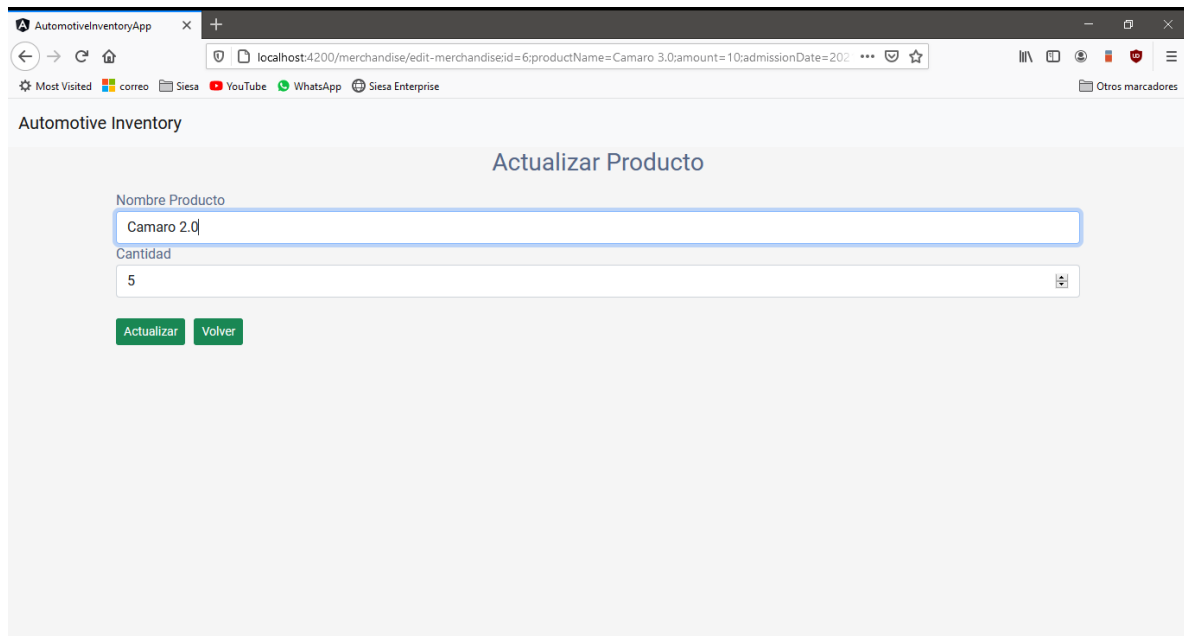 AutomotiveInventoryApp
localhost:4200/merchandise/edit-merchandise;id=6;productName=Camaro 3.0;amount=10;admissionDate=202
Most Visited correo Siesa YouTube WhatsApp Siesa Enterprise Otros marcadores
Automotive Inventory
Actualizar Producto
Nombre Producto
Camaro 2.0
Cantidad
5
Actualizar Volver